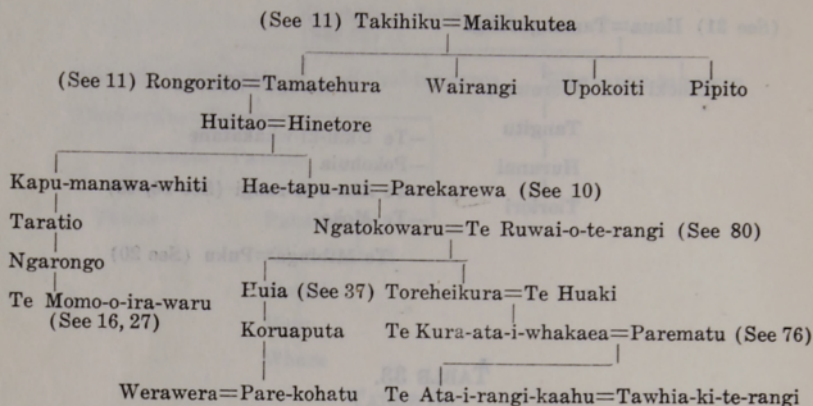 (See 11) Takihiku=Maikukutea
(See 11) Rongorito=Tamatehura Wairangi Upokoiti Pipito
Huitao=Hinetore
Kapu-manawa-whiti Hae-tapu-nui=Parekarewa (See 10)
Taratio Ngatokowaru=Te Ruwai-o-te-rangi (See 80)
Ngarongo
Te Momo-o-ira-waru Huia (See 37) Toreheikura=Te Huaki
(See 16, 27) Koruaputa Te Kura-ata-i-whakaea=Parematu (See 76)
Werawera=Pare-kohatu Te Ata-i-rangi-kaahu=Tawhia-ki-te-rangi